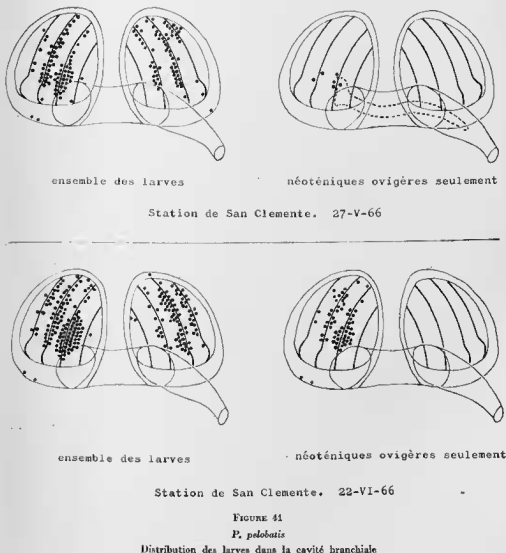 ensemble des larves
néoténiques ovigères seulement
Station de San Clemente. 27-V-66
ensemble des larves
néoténiques ovigères seulement
Station de San Clemente. 22-VI-66
FIGURE 41
P. pelobatis
Distribution des larves dans la cavité branchiale